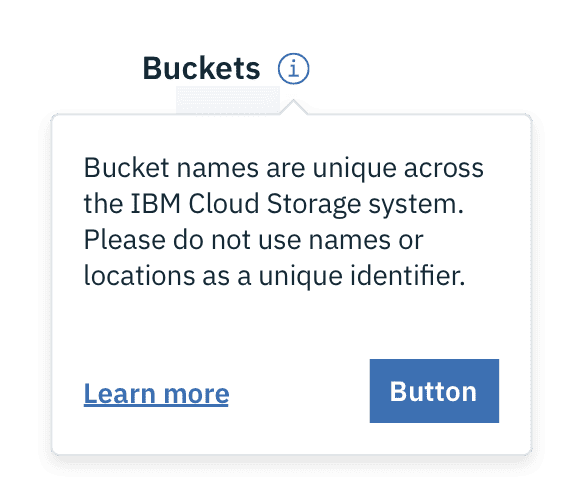 Buckets
Bucket names are unique across
the IBM Cloud Storage system.
Please do not use names or
locations as a unique identifier.
Learn more
Button